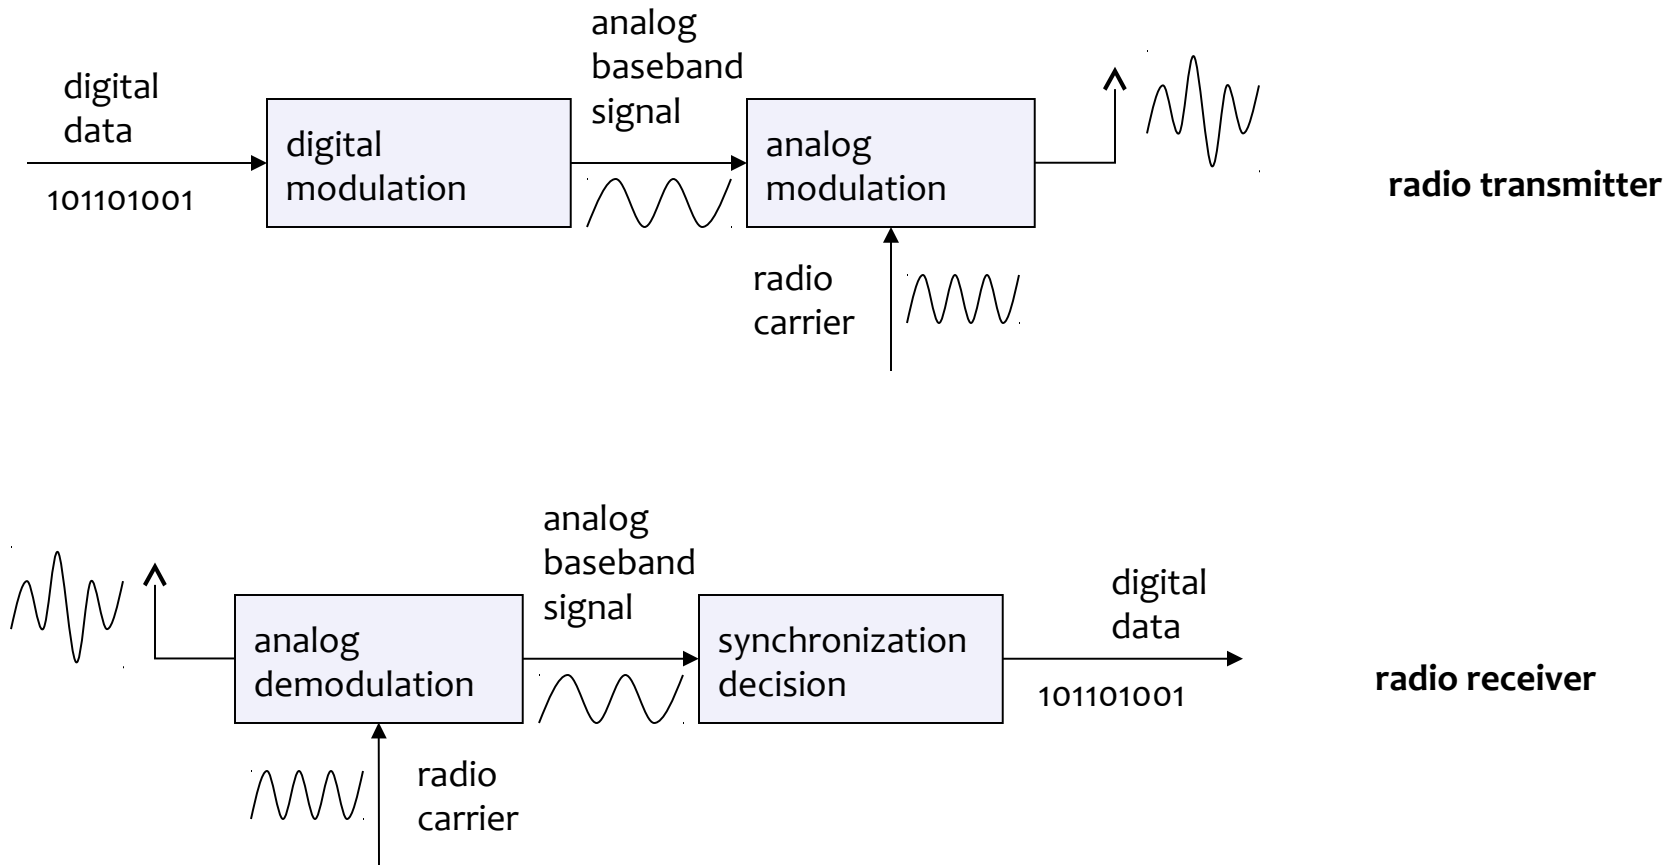 analog
baseband
signal
digital
data
101101001
digital
modulation
analog
modulation
radio
carrier
radio transmitter
analog
baseband
signal
analog
demodulation
synchronization
decision
digital
data
101101001
radio
carrier
radio receiver